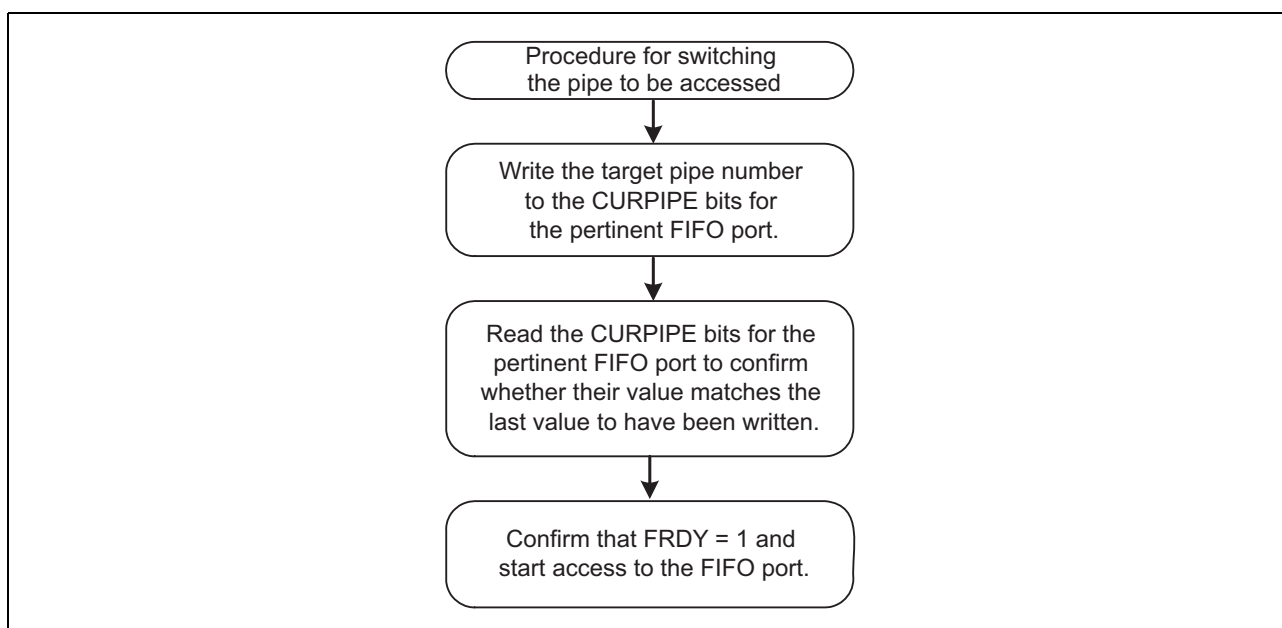 Procedure for switching
the pipe to be accessed
Write the target pipe number
to the CURPIPE bits for
the pertinent FIFO port.
Read the CURPIPE bits for the
pertinent FIFO port to confirm
whether their value matches the
last value to have been written.
Confirm that FRDY = 1 and
start access to the FIFO port.